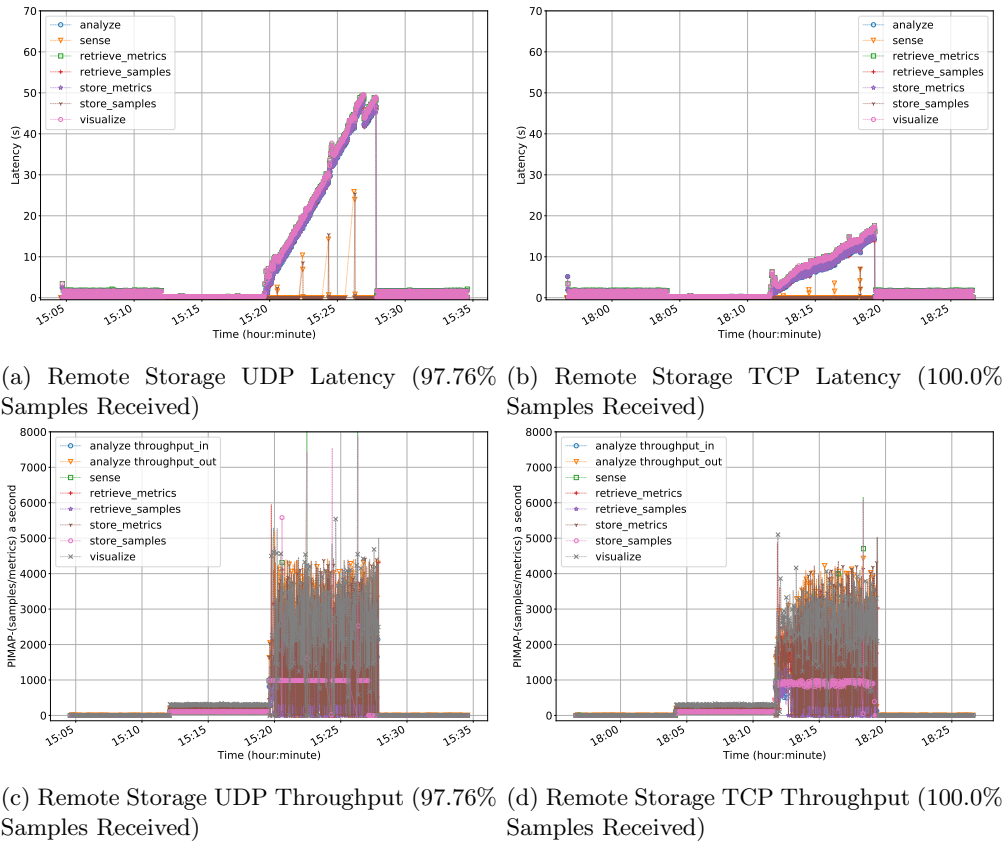 70
60
50
40
30
20
10
0
Latency (s)
analyze
sense
retrieve_metrics
retrieve_samples
store_metrics
store_samples
visualize
15:05
15:10
15:15
15:20
15:25
15:30
15:35
Time (hour:minute)
70
60
50
40
30
20
10
0
Latency (s)
analyze
sense
retrieve_metrics
retrieve_samples
store_metrics
store_samples
visualize
18:00
18:05
18:10
18:15
18:20
18:25
Time (hour:minute)
(a) Remote Storage UDP Latency (97.76%
Samples Received)
(b) Remote Storage TCP Latency (100.0%
Samples Received)
8000
7000
6000
5000
4000
3000
2000
1000
0
PIMAP-(samples/metrics) a second
analyze throughput_in
analyze throughput_out
sense
retrieve_metrics
retrieve_samples
store_metrics
store_samples
visualize
15:05
15:10
15:15
15:20
15:25
15:30
15:35
Time (hour:minute)
8000
7000
6000
5000
4000
3000
2000
1000
0
PIMAP-(samples/metrics) a second
analyze throughput_in
analyze throughput_out
sense
retrieve_metrics
retrieve_samples
store_metrics
store_samples
visualize
18:00
18:05
18:10
18:15
18:20
18:25
Time (hour:minute)
(c) Remote Storage UDP Throughput (97.76%
Samples Received)
(d) Remote Storage TCP Throughput (100.0%
Samples Received)